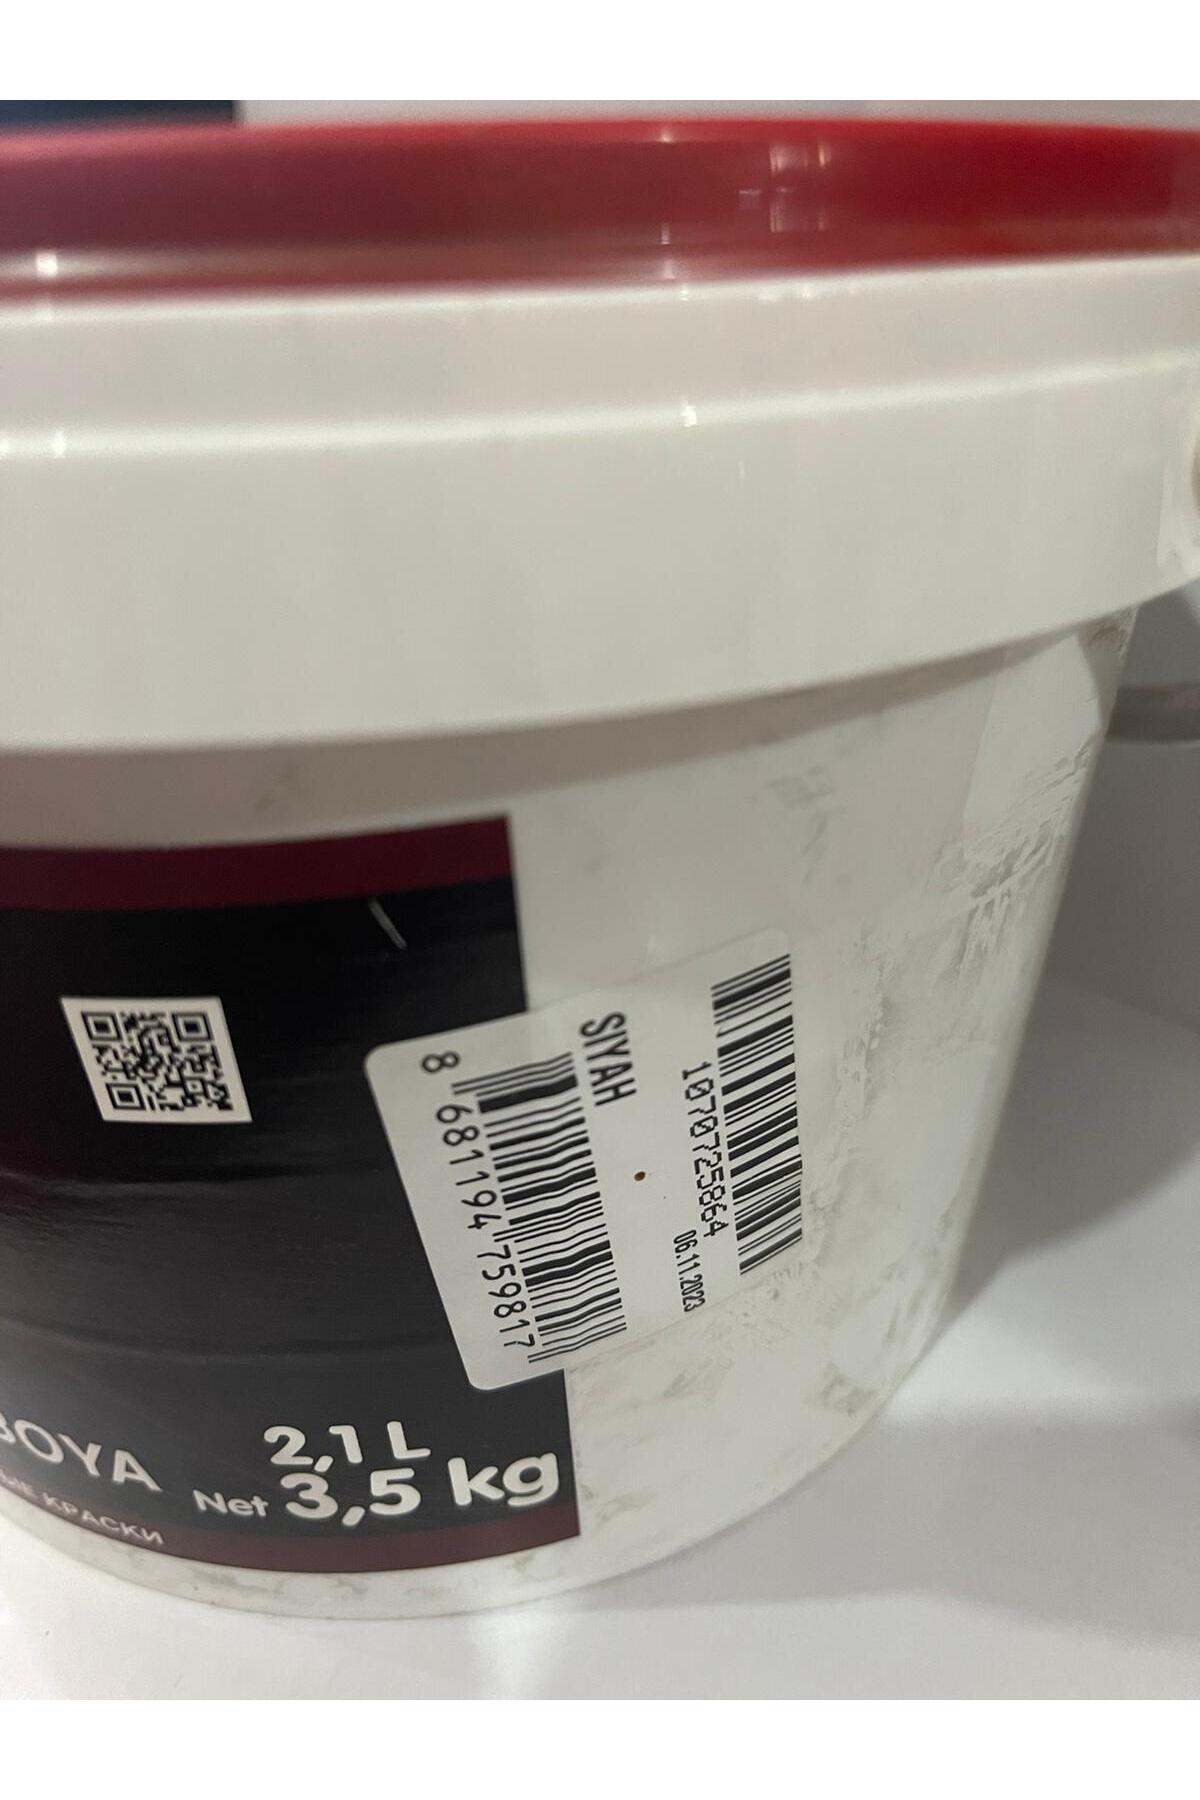 SIYAH
8 681194 759817
1070725864
06.11.2023
BOYA
КРАСКИ
2,1 L
Net 3,5 kg